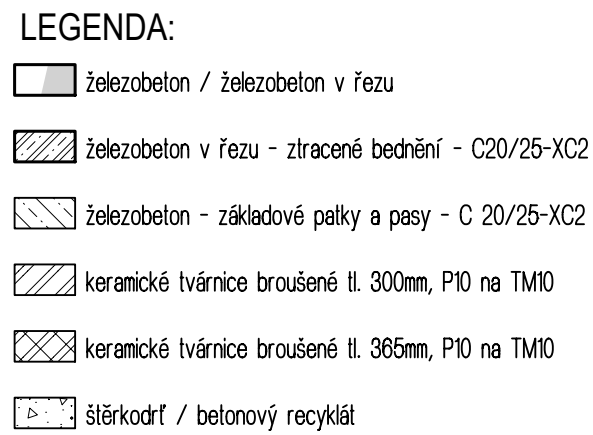 LEGENDA:
železobeton / železobeton v řezu
železobeton v řezu - ztracené bednění - C20/25-XC2
železobeton - základové patky a pasy - C 20/25-XC2
keramické tvárnice broušené tl. 300mm, P10 na TM10
keramické tvárnice broušené tl. 365mm, P10 na TM10
štěrkodrť / betonový recyklát